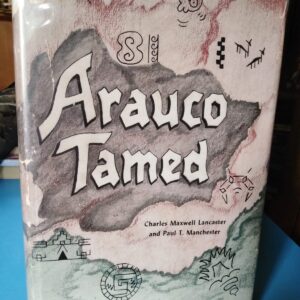 Arauco
Tamed
Charles Maxwell Lancaster
and Paul T. Manchester